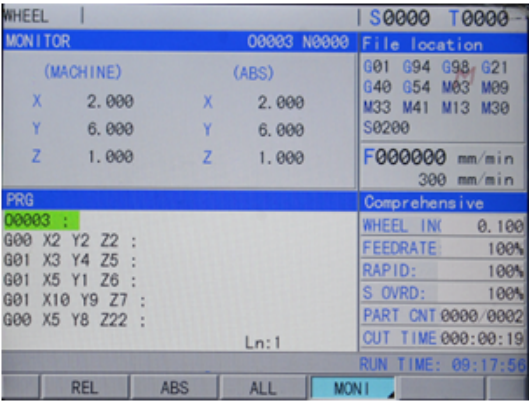 WHEEL S0000 T0000
MONITOR O0003 N0000 File location
(MACHINE) (ABS)
G01 G94 G98 G21
G40 G54 M03 M09
M33 M41 M13 M30
S0200
X 2.000 X 2.000
Y 6.000 Y 6.000
Z 1.000 Z 1.000
F000000 mm/min
300 mm/min
PRG
O0003 :
G00 X2 Y2 Z2 :
G01 X3 Y4 Z5 :
G01 X5 Y1 Z6 :
G01 X10 Y9 Z7 :
G00 X5 Y8 Z22 :
Ln:1
Comprehensive
WHEEL IN( 0.100
FEEDRATE: 100%
RAPID: 100%
S OVRD: 100%
PART CNT 0000/0002
CUT TIME 000:00:19
RUN TIME: 09:17:56
REL ABS ALL MONI